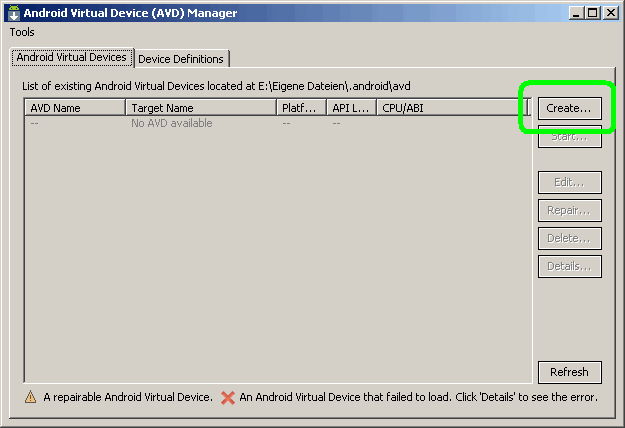 Android Virtual Device (AVD) Manager
Tools
Android Virtual Devices Device Definitions
List of existing Android Virtual Devices located at E:\Eigene Dateien\.android\avd
AVD Name Target Name Platf... API L... CPU/ABI
-- No AVD available -- --
Create...
Start...
Edit...
Repair...
Delete...
Details...
Refresh
A repairable Android Virtual Device. An Android Virtual Device that failed to load. Click 'Details' to see the error.